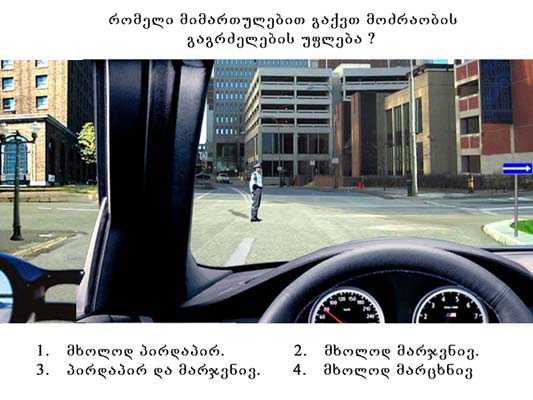 რომელი მიმართულებით გაქვთ მოძრაობის
გაგრძელების უფლება ?
1. მხოლოდ პირდაპირ.
2. მხოლოდ მარჯვნივ.
3. პირდაპირ და მარჯვნივ.
4. მხოლოდ მარცხნივ